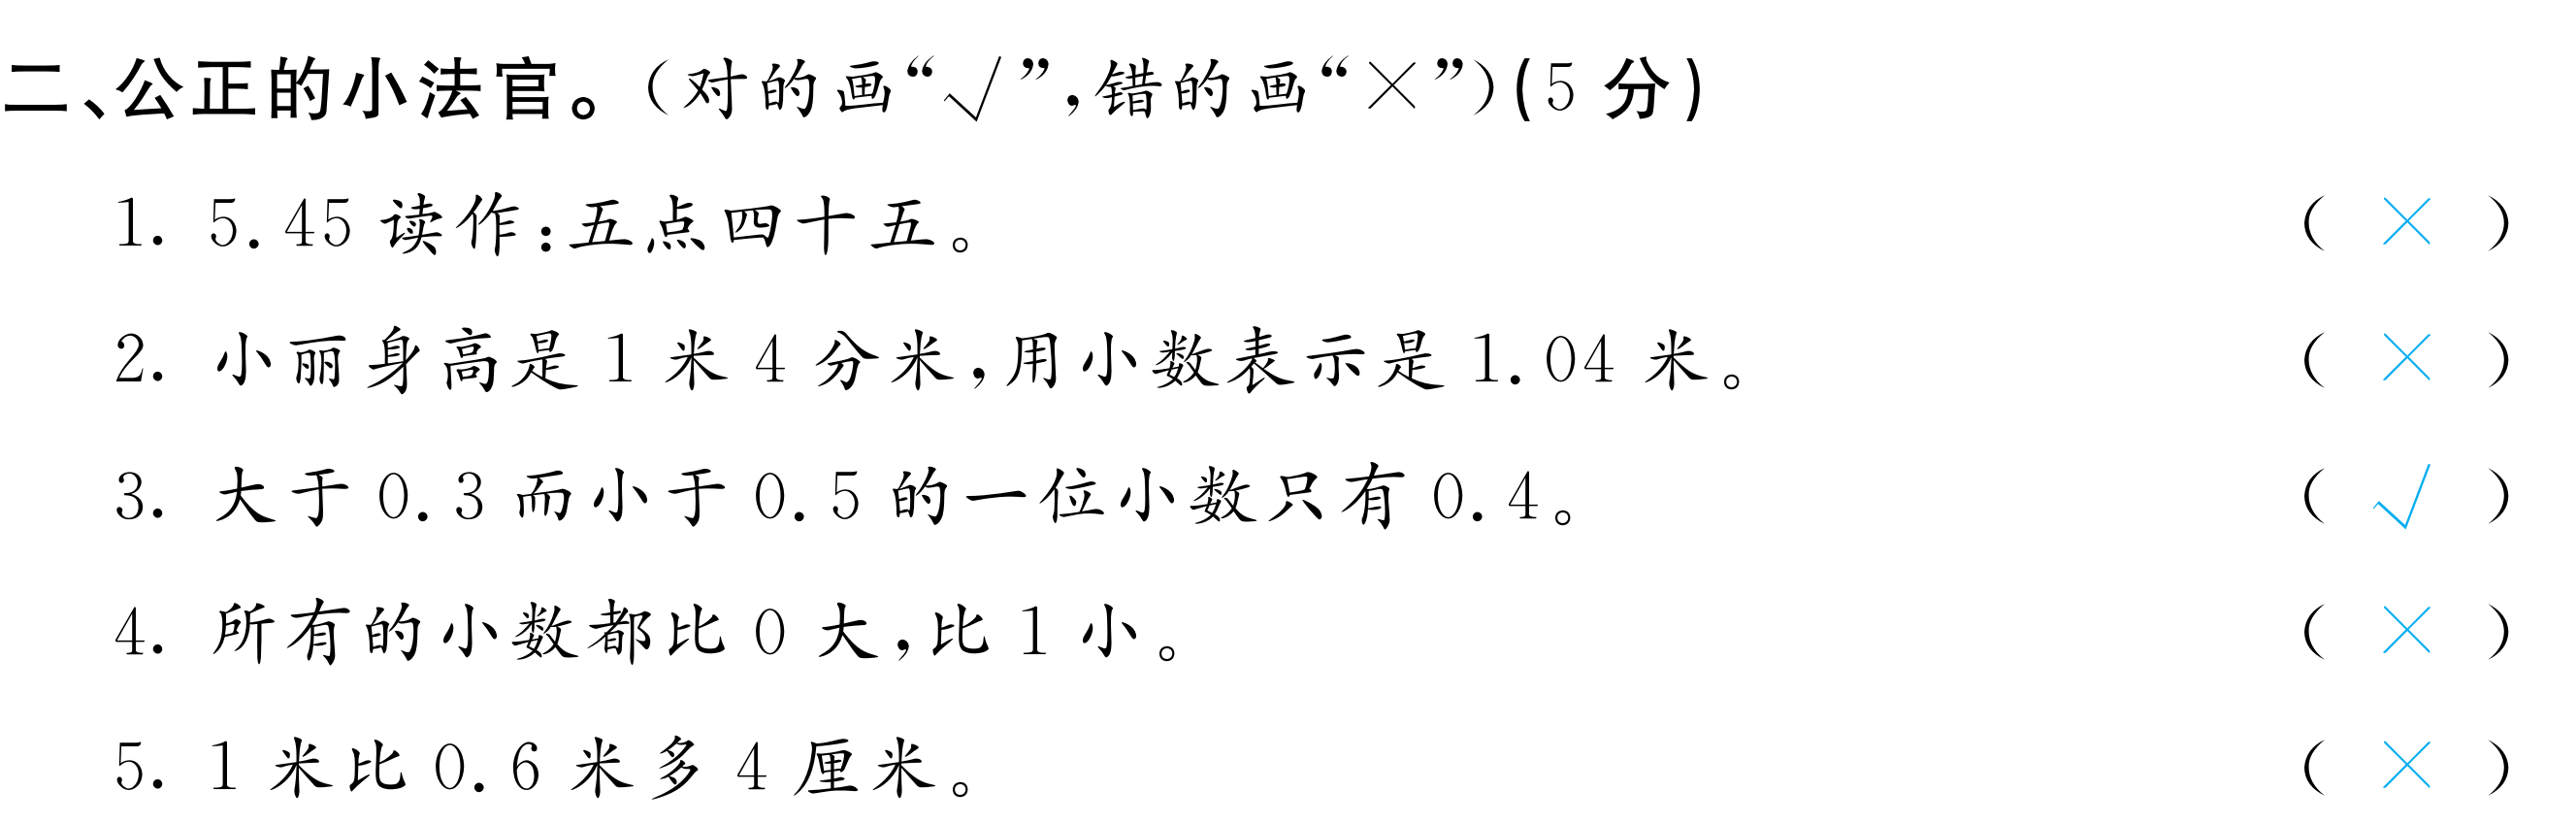 二、公正的小法官。(对的画“√”,错的画“×”)(5 分)
1. 5.45 读作:五点四十五。 ( × )
2. 小丽身高是 1 米 4 分米,用小数表示是 1.04 米。 ( × )
3. 大于 0.3 而小于 0.5 的一位小数只有 0.4。 ( √ )
4. 所有的小数都比 0 大,比 1 小。 ( × )
5. 1 米比 0.6 米多 4 厘米。 ( × )